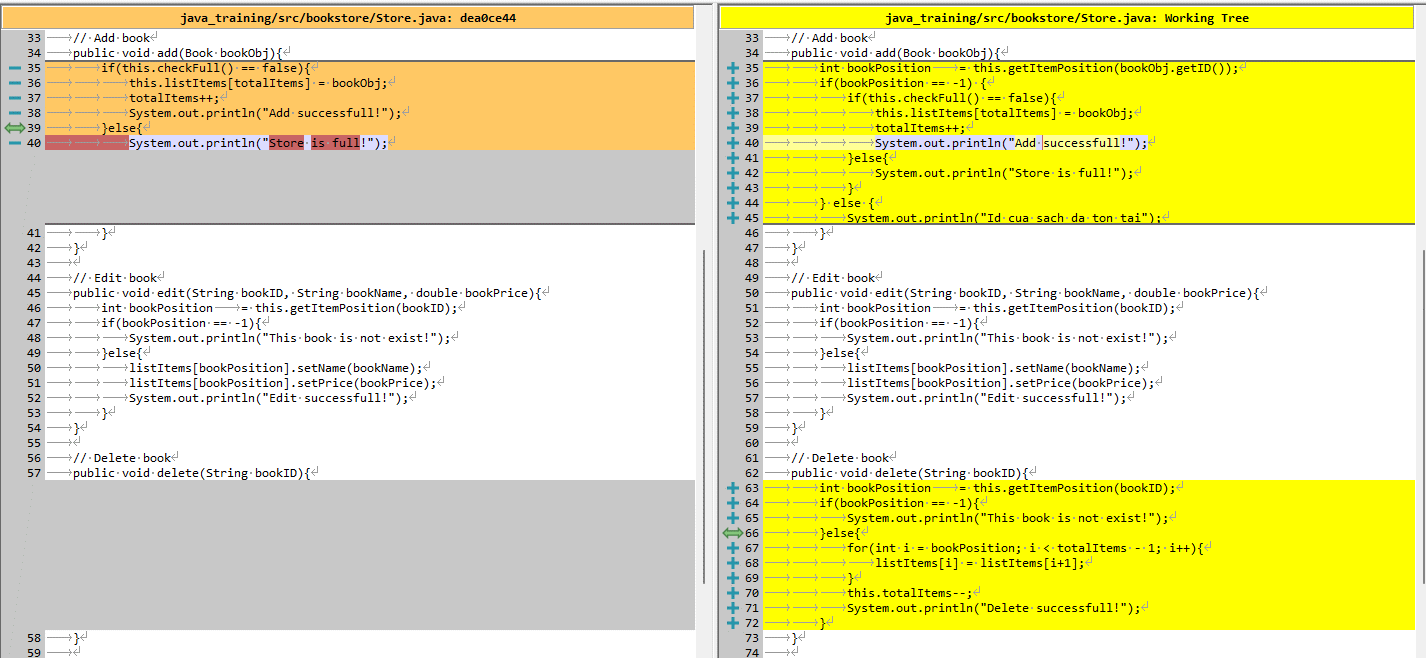 java_training/src/bookstore/Store.java: dea0ce44
33 // Add book
34 public void add(Book bookObj){
35 if(this.checkFull() == false){
36 this.listItems[totalItems] = bookObj;
37 totalItems++;
38 System.out.println("Add successfull!");
39 }else{
40 System.out.println("Store is full!");
41 }
42 }
43
44 // Edit book
45 public void edit(String bookID, String bookName, double bookPrice){
46 int bookPosition = this.getItemPosition(bookID);
47 if(bookPosition == -1){
48 System.out.println("This book is not exist!");
49 }else{
50 listItems[bookPosition].setName(bookName);
51 listItems[bookPosition].setPrice(bookPrice);
52 System.out.println("Edit successfull!");
53 }
54 }
55
56 // Delete book
57 public void delete(String bookID){
58 }
59
java_training/src/bookstore/Store.java: Working Tree
33 // Add book
34 public void add(Book bookObj){
35 int bookPosition = this.getItemPosition(bookObj.getID());
36 if(bookPosition == -1) {
37 if(this.checkFull() == false){
38 this.listItems[totalItems] = bookObj;
39 totalItems++;
40 System.out.println("Add successfull!");
41 }else{
42 System.out.println("Store is full!");
43 }
44 } else {
45 System.out.println("Id cua sach da ton tai");
46 }
47 }
48
49 // Edit book
50 public void edit(String bookID, String bookName, double bookPrice){
51 int bookPosition = this.getItemPosition(bookID);
52 if(bookPosition == -1){
53 System.out.println("This book is not exist!");
54 }else{
55 listItems[bookPosition].setName(bookName);
56 listItems[bookPosition].setPrice(bookPrice);
57 System.out.println("Edit successfull!");
58 }
59 }
60
61 // Delete book
62 public void delete(String bookID){
63 int bookPosition = this.getItemPosition(bookID);
64 if(bookPosition == -1){
65 System.out.println("This book is not exist!");
66 }else{
67 for(int i = bookPosition; i < totalItems - 1; i++){
68 listItems[i] = listItems[i+1];
69 }
70 this.totalItems--;
71 System.out.println("Delete successfull!");
72 }
73 }
74